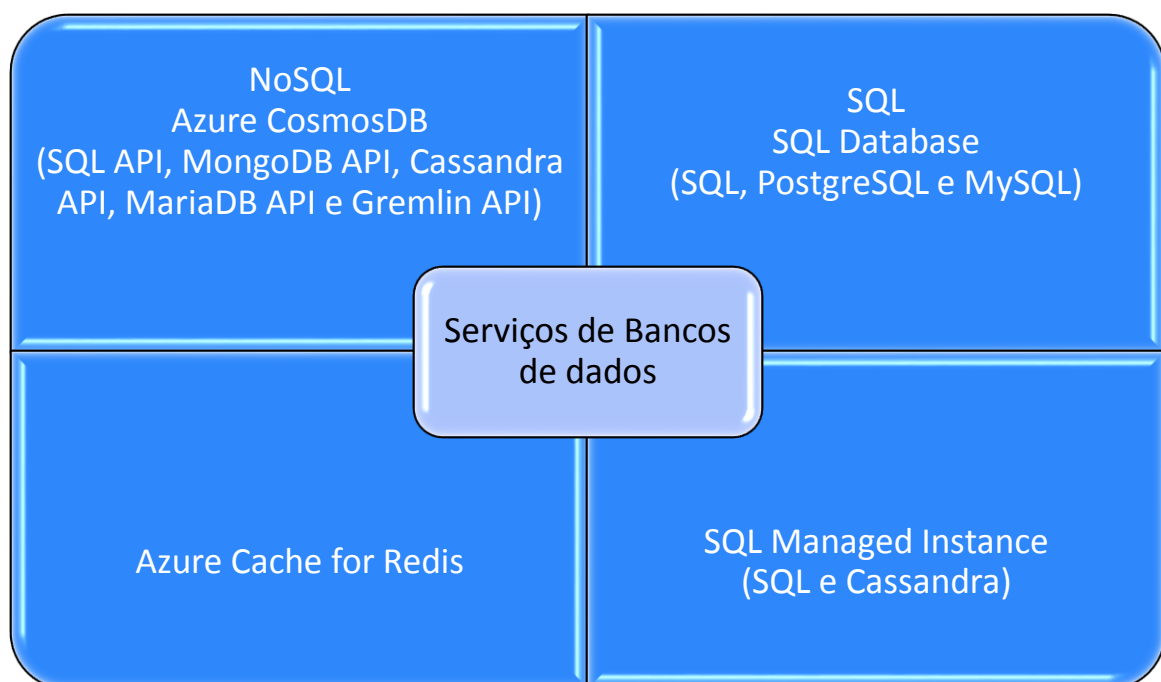 NoSQL
Azure CosmosDB
(SQL API, MongoDB API, Cassandra
API, MariaDB API e Gremlin API)
SQL
SQL Database
(SQL, PostgreSQL e MySQL)
Serviços de Bancos
de dados
Azure Cache for Redis
SQL Managed Instance
(SQL e Cassandra)